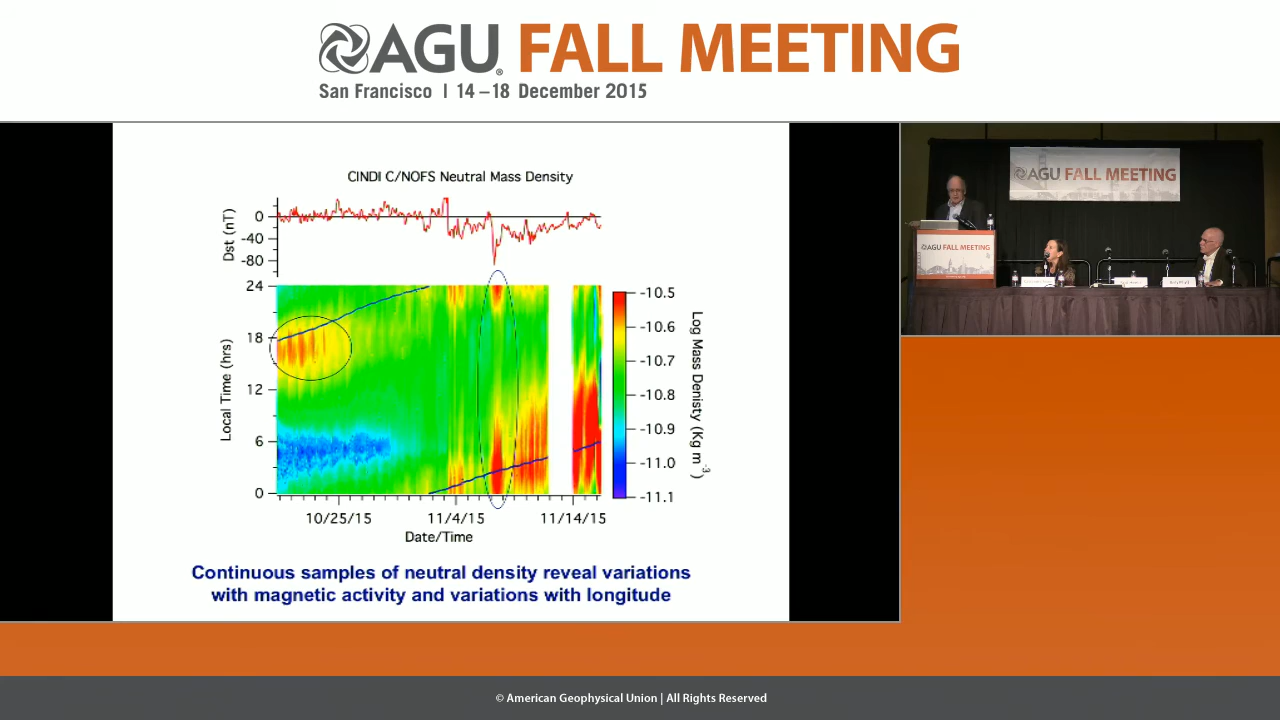 AGU® FALL MEETING
San Francisco | 14–18 December 2015
CINDI C/NOFS Neutral Mass Density
Dst (nT)
0
-40
-80
Local Time (hrs)
24
18
12
6
0
10/25/15 11/4/15 11/14/15
Date/Time
-10.5
-10.6
-10.7
-10.8
-10.9
-11.0
-11.1
Log Mass Denisty (Kg m⁻³)
Continuous samples of neutral density reveal variations
with magnetic activity and variations with longitude
AGU FALL MEETING
AGU FALL MEETING
© American Geophysical Union | All Rights Reserved